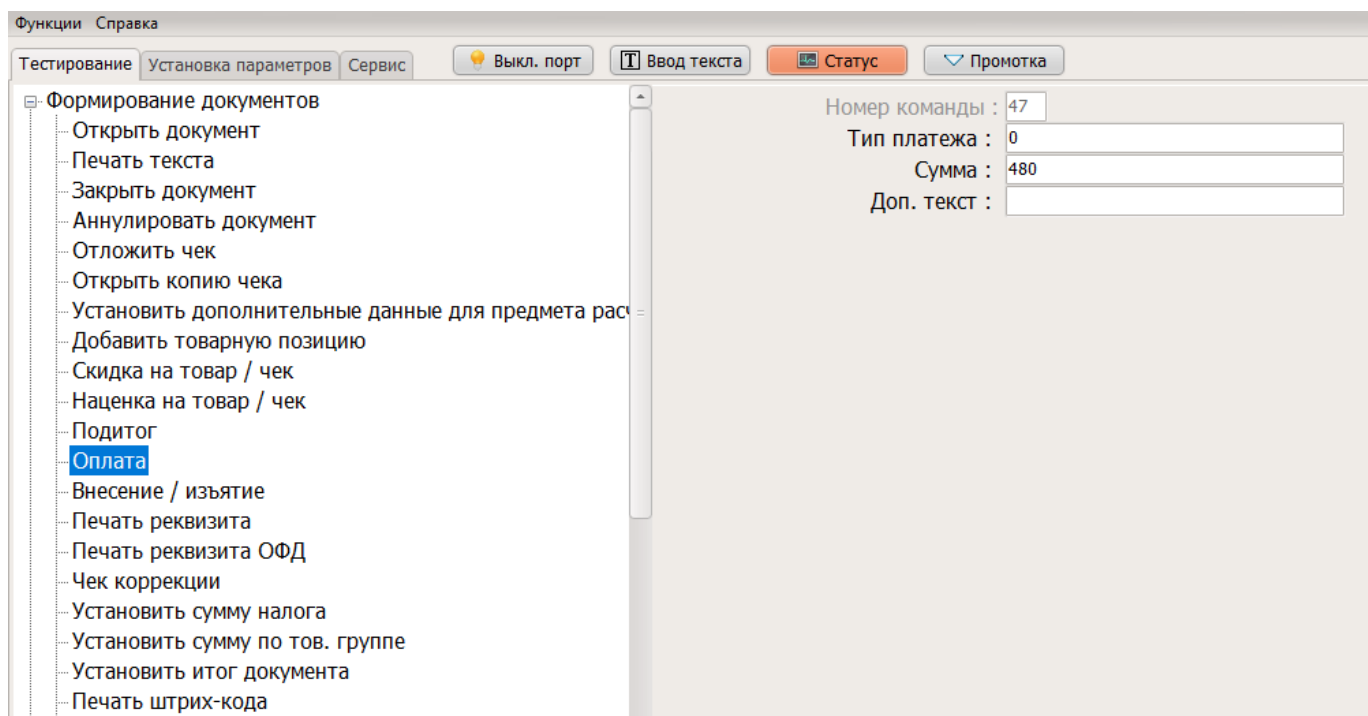 Функции Справка
Тестирование Установка параметров Сервис Выкл. порт Ввод текста Статус Промотка
Формирование документов
Открыть документ
Печать текста
Закрыть документ
Аннулировать документ
Отложить чек
Открыть копию чека
Установить дополнительные данные для предмета расч
Добавить товарную позицию
Скидка на товар / чек
Наценка на товар / чек
Подитог
Оплата
Внесение / изъятие
Печать реквизита
Печать реквизита ОФД
Чек коррекции
Установить сумму налога
Установить сумму по тов. группе
Установить итог документа
Печать штрих-кода
Номер команды : 47
Тип платежа : 0
Сумма : 480
Доп. текст :